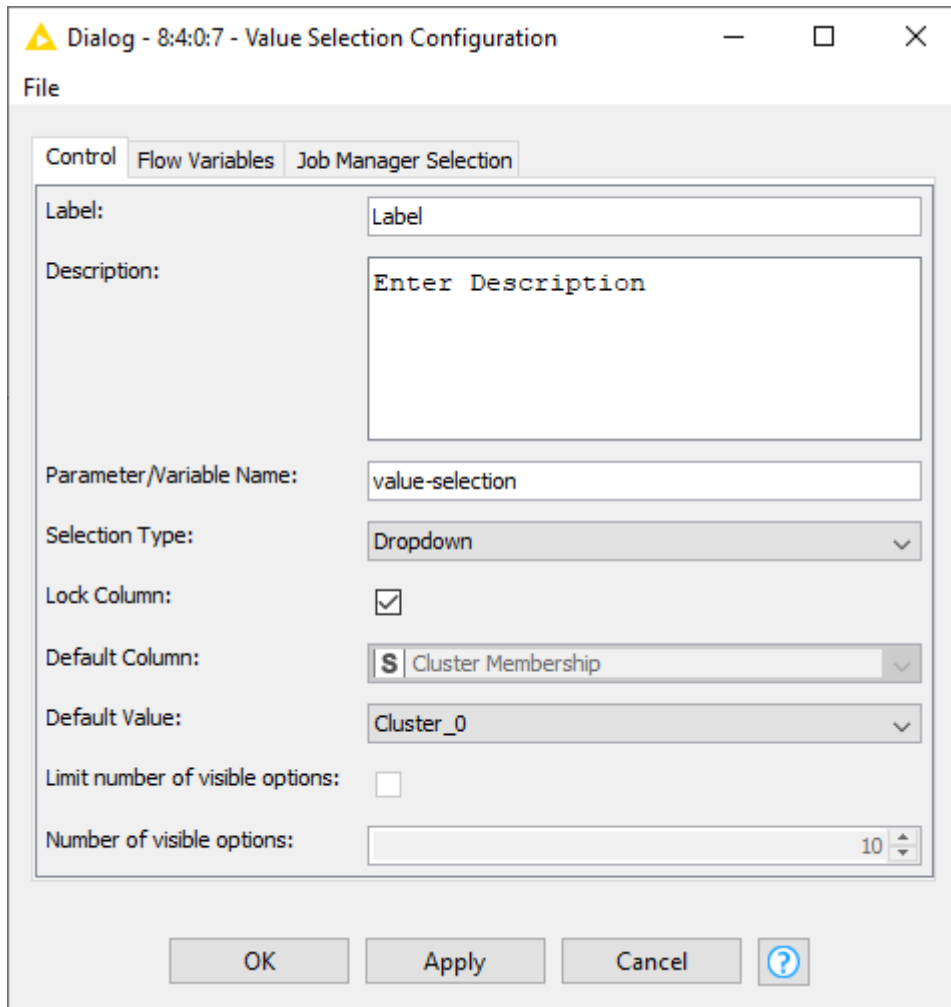 Dialog - 8:4:0:7 - Value Selection Configuration
File
Control Flow Variables Job Manager Selection
Label: Label
Description: Enter Description
Parameter/Variable Name: value-selection
Selection Type: Dropdown
Lock Column:
Default Column: S Cluster Membership
Default Value: Cluster_0
Limit number of visible options:
Number of visible options: 10
OK Apply Cancel ?